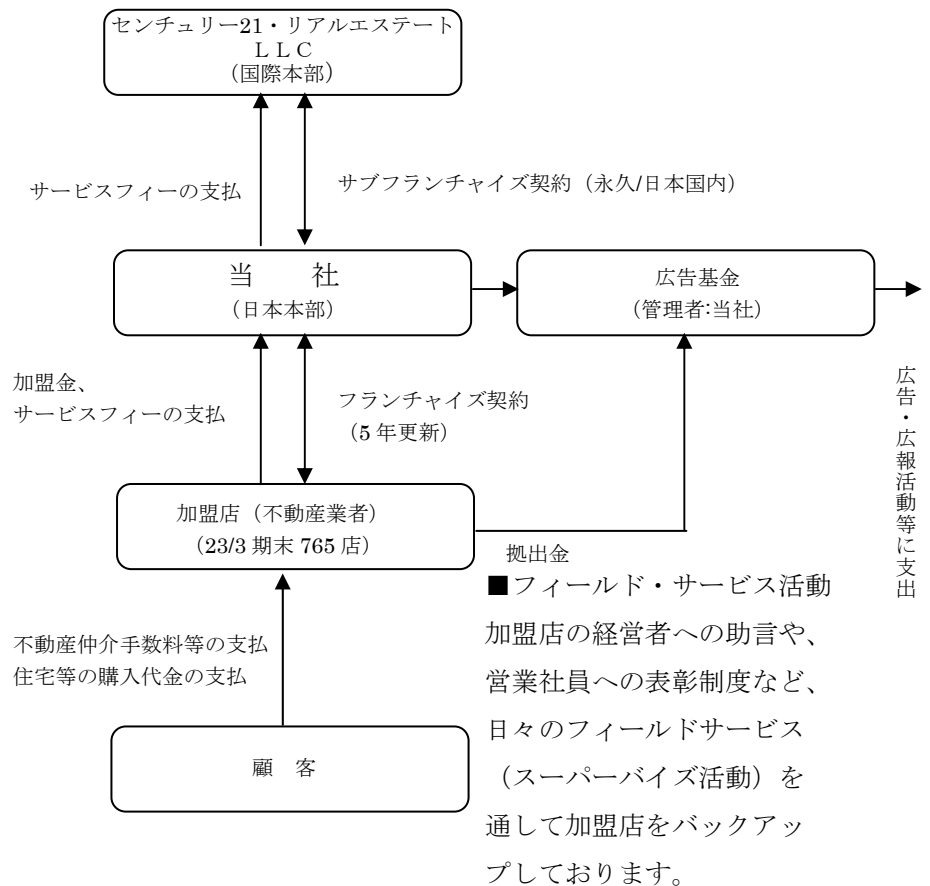 センチュリー21・リアルエステート
ＬＬＣ
（国際本部）
サービスフィーの支払
サブフランチャイズ契約（永久/日本国内）
当　　社
（日本本部）
広告基金
（管理者:当社）
加盟金、
サービスフィーの支払
フランチャイズ契約
（5 年更新）
広告・広報活動等に支出
加盟店（不動産業者）
（23/3 期末 765 店）
拠出金
■フィールド・サービス活動
加盟店の経営者への助言や、
営業社員への表彰制度など、
日々のフィールドサービス
（スーパーバイズ活動）を
通して加盟店をバックアッ
プしております。
不動産仲介手数料等の支払
住宅等の購入代金の支払
顧　客